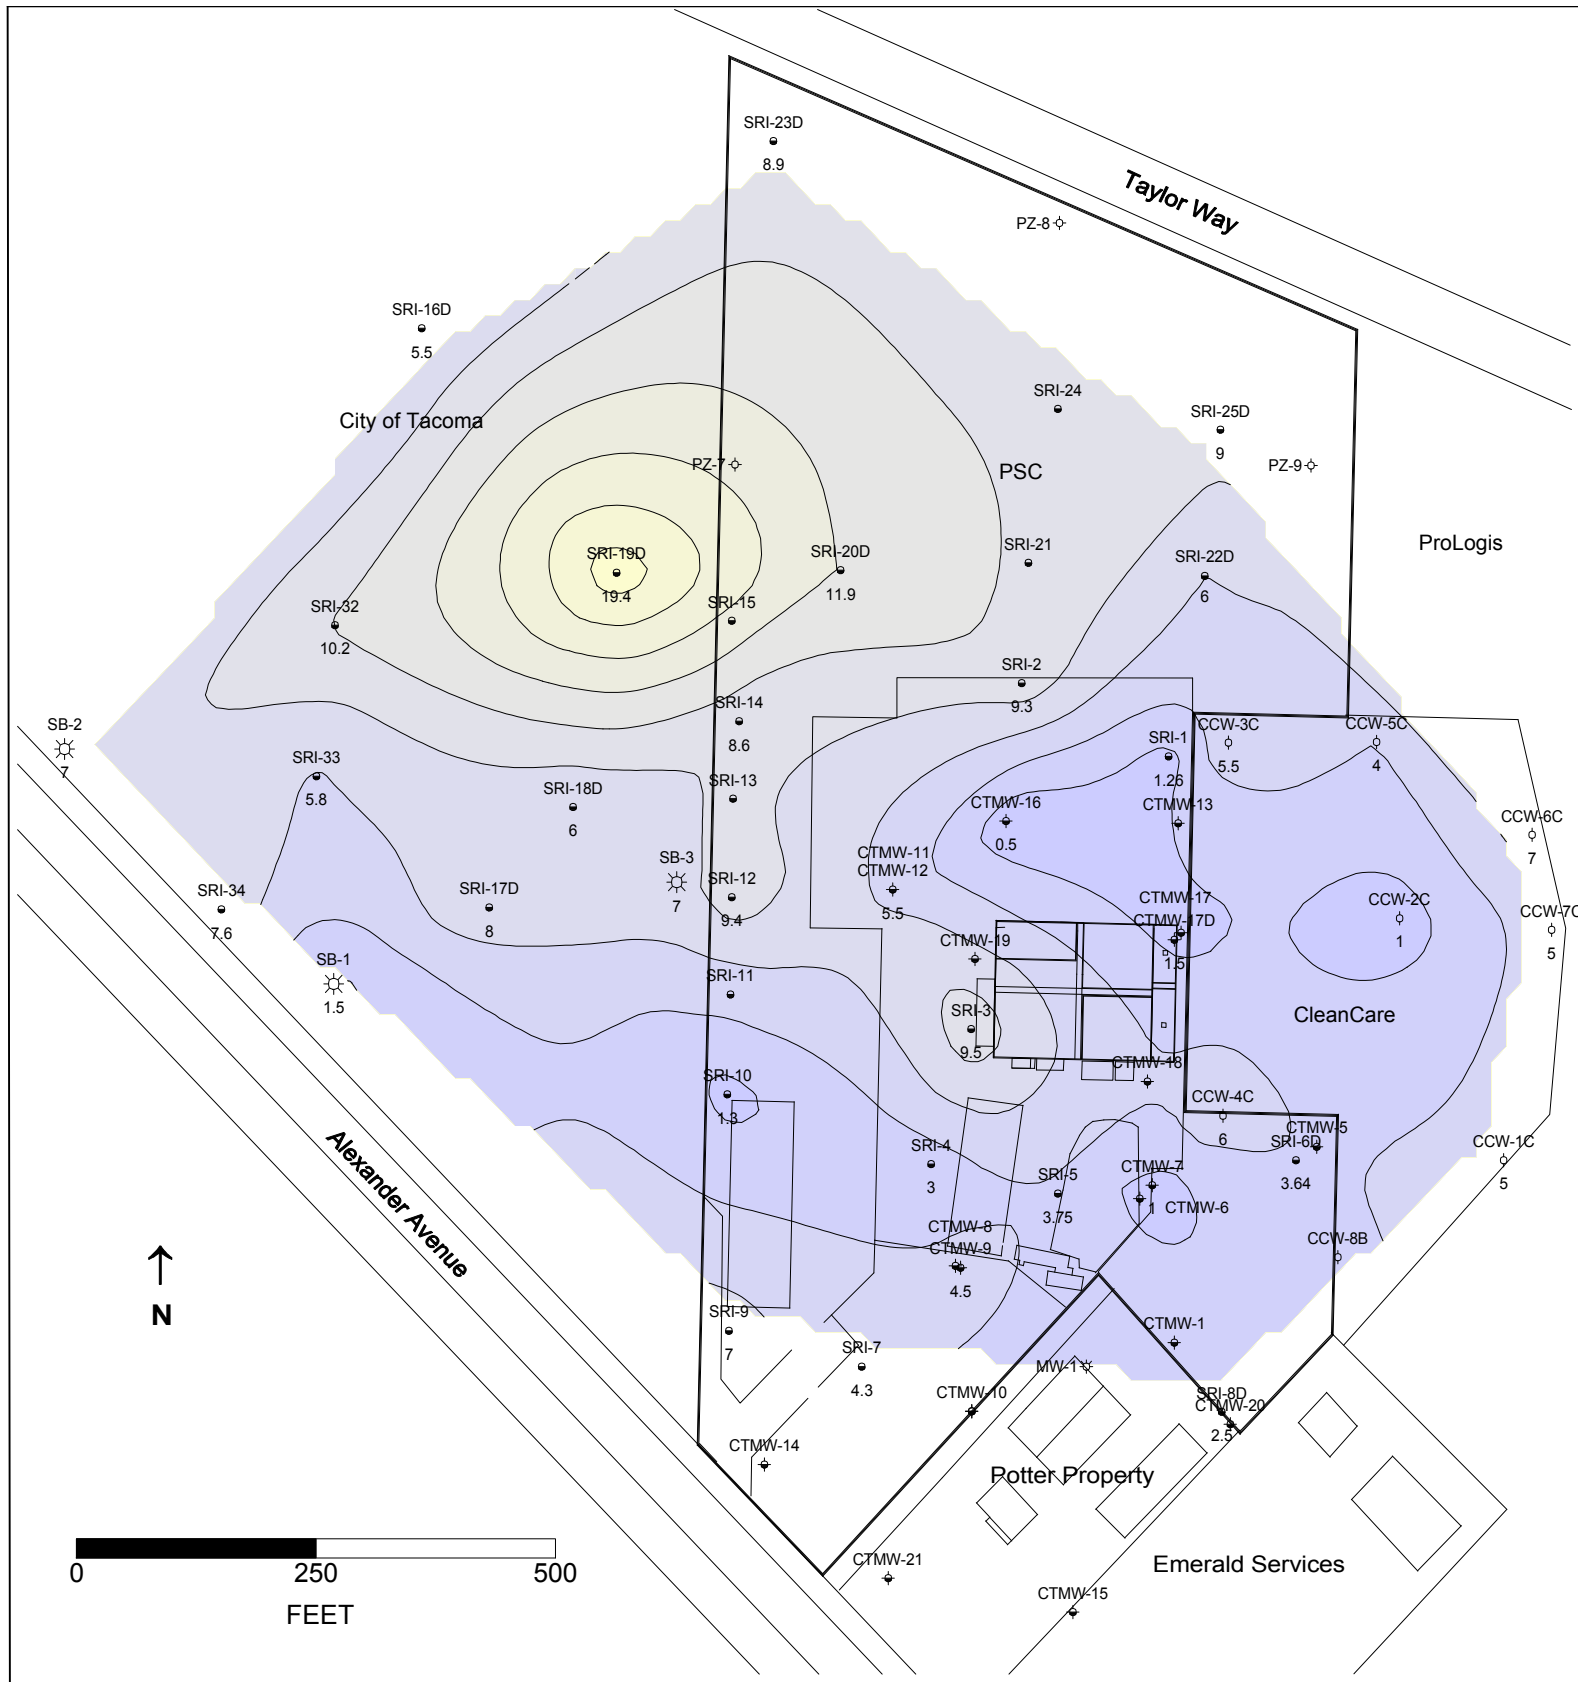 SRI-23D
8.9
Taylor Way
PZ-8
SRI-16D
5.5
City of Tacoma
SRI-24
SRI-25D
9
PZ-7
PSC
PZ-9
SRI-19D
19.4
SRI-20D
11.9
SRI-21
SRI-22D
6
ProLogis
SRI-32
10.2
SRI-15
SRI-2
9.3
SB-2
7
SRI-14
8.6
SRI-1
1.26
CCW-3C
5.5
CCW-5C
4
SRI-33
5.8
SRI-18D
6
SRI-13
CTMW-16
0.5
CTMW-13
CCW-6C
7
CTMW-11
CTMW-12
5.5
SB-3
7
SRI-12
9.4
SRI-34
7.6
SRI-17D
8
CTMW-17
CTMW-17D
1.5
CCW-2C
1
CCW-7C
5
CTMW-19
SB-1
1.5
SRI-11
SRI-3
9.5
CleanCare
SRI-10
1.3
CTMW-18
CCW-4C
6
CTMW-5
SRI-6D
3.64
CCW-1C
5
Alexander Avenue
SRI-4
3
SRI-5
3.75
CTMW-7
1
CTMW-6
CTMW-8
CTMW-9
4.5
CCW-8B
N
SRI-9
7
SRI-7
4.3
CTMW-1
MW-1
CTMW-10
SRI-8D
CTMW-20
2.5
CTMW-14
Potter Property
0
250
500
FEET
CTMW-21
CTMW-15
Emerald Services